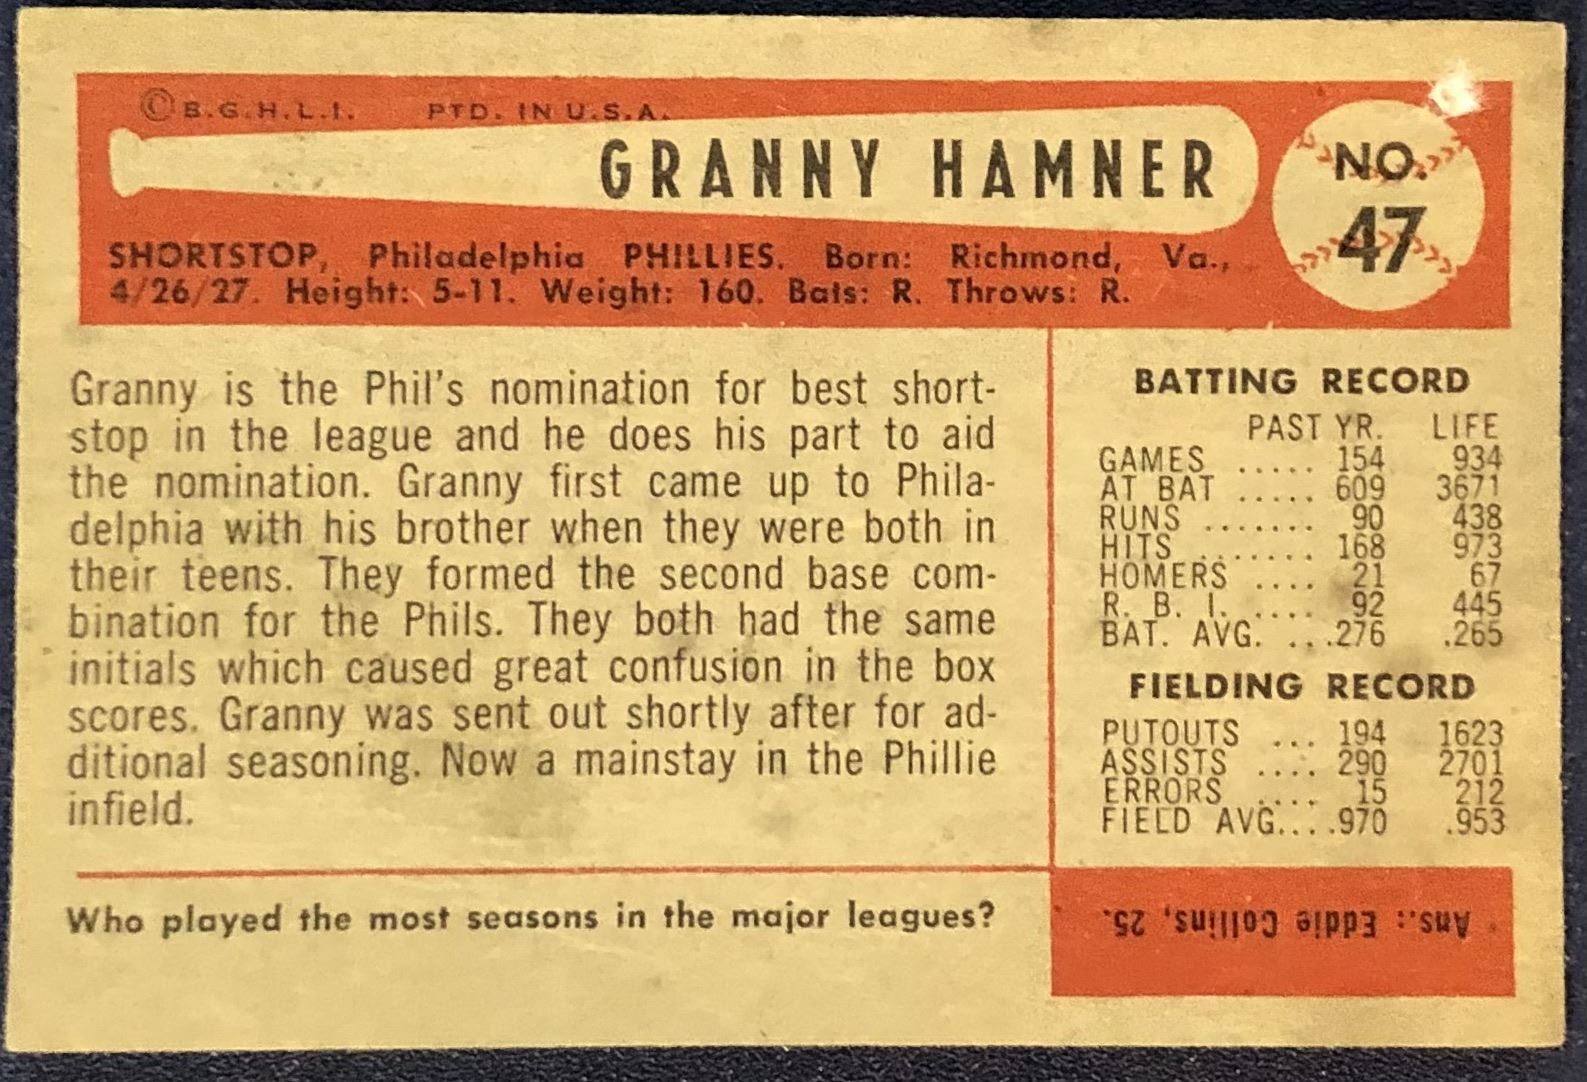 ©B.G.H.L.I. PTD. IN U.S.A.
GRANNY HAMNER
NO.
47
SHORTSTOP, Philadelphia PHILLIES. Born: Richmond, Va.,
4/26/27. Height: 5-11. Weight: 160. Bats: R. Throws: R.
Granny is the Phil's nomination for best short-
stop in the league and he does his part to aid
the nomination. Granny first came up to Phila-
delphia with his brother when they were both in
their teens. They formed the second base com-
bination for the Phils. They both had the same
initials which caused great confusion in the box
scores. Granny was sent out shortly after for ad-
ditional seasoning. Now a mainstay in the Phillie
infield.
BATTING RECORD
PAST YR. LIFE
GAMES ..... 154 934
AT BAT ..... 609 3671
RUNS ....... 90 438
HITS ....... 168 973
HOMERS .... 21 67
R. B. I. .... 92 445
BAT. AVG. ...276 .265
FIELDING RECORD
PUTOUTS ... 194 1623
ASSISTS .... 290 2701
ERRORS .... 15 212
FIELD AVG....970 .953
Who played the most seasons in the major leagues?
Ans.: Eddie Collins, 25.